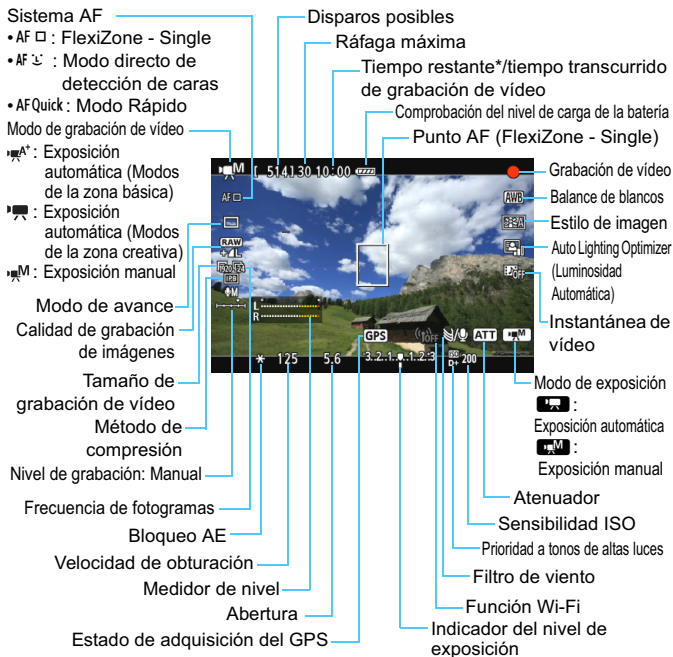 Sistema AF
• AF □ : FlexiZone - Single
• AF : Modo directo de
detección de caras
• AF Quick : Modo Rápido
Modo de grabación de vídeo
A+ : Exposición
automática (Modos
de la zona básica)
: Exposición
automática (Modos
de la zona creativa)
M : Exposición manual
Modo de avance
Calidad de grabación
de imágenes
Tamaño de
grabación de vídeo
Método de
compresión
Nivel de grabación: Manual
Frecuencia de fotogramas
Bloqueo AE
Velocidad de obturación
Medidor de nivel
Abertura
Estado de adquisición del GPS
Disparos posibles
Ráfaga máxima
Tiempo restante*/tiempo transcurrido
de grabación de vídeo
Comprobación del nivel de carga de la batería
Punto AF (FlexiZone - Single)
M [ 514] 30 10:00
AF □
RAW
+ L
1920 24
IPB
M
L
R
AWB
A
OFF
GPS OFF ATT M
* 125 5.6 3..2..1..0..1..2.:3 ISO D+ 200
Grabación de vídeo
Balance de blancos
Estilo de imagen
Auto Lighting Optimizer
(Luminosidad
Automática)
Instantánea de
vídeo
Modo de exposición
:
Exposición automática
M :
Exposición manual
Atenuador
Sensibilidad ISO
Prioridad a tonos de altas luces
Filtro de viento
Función Wi-Fi
Indicador del nivel de
exposición